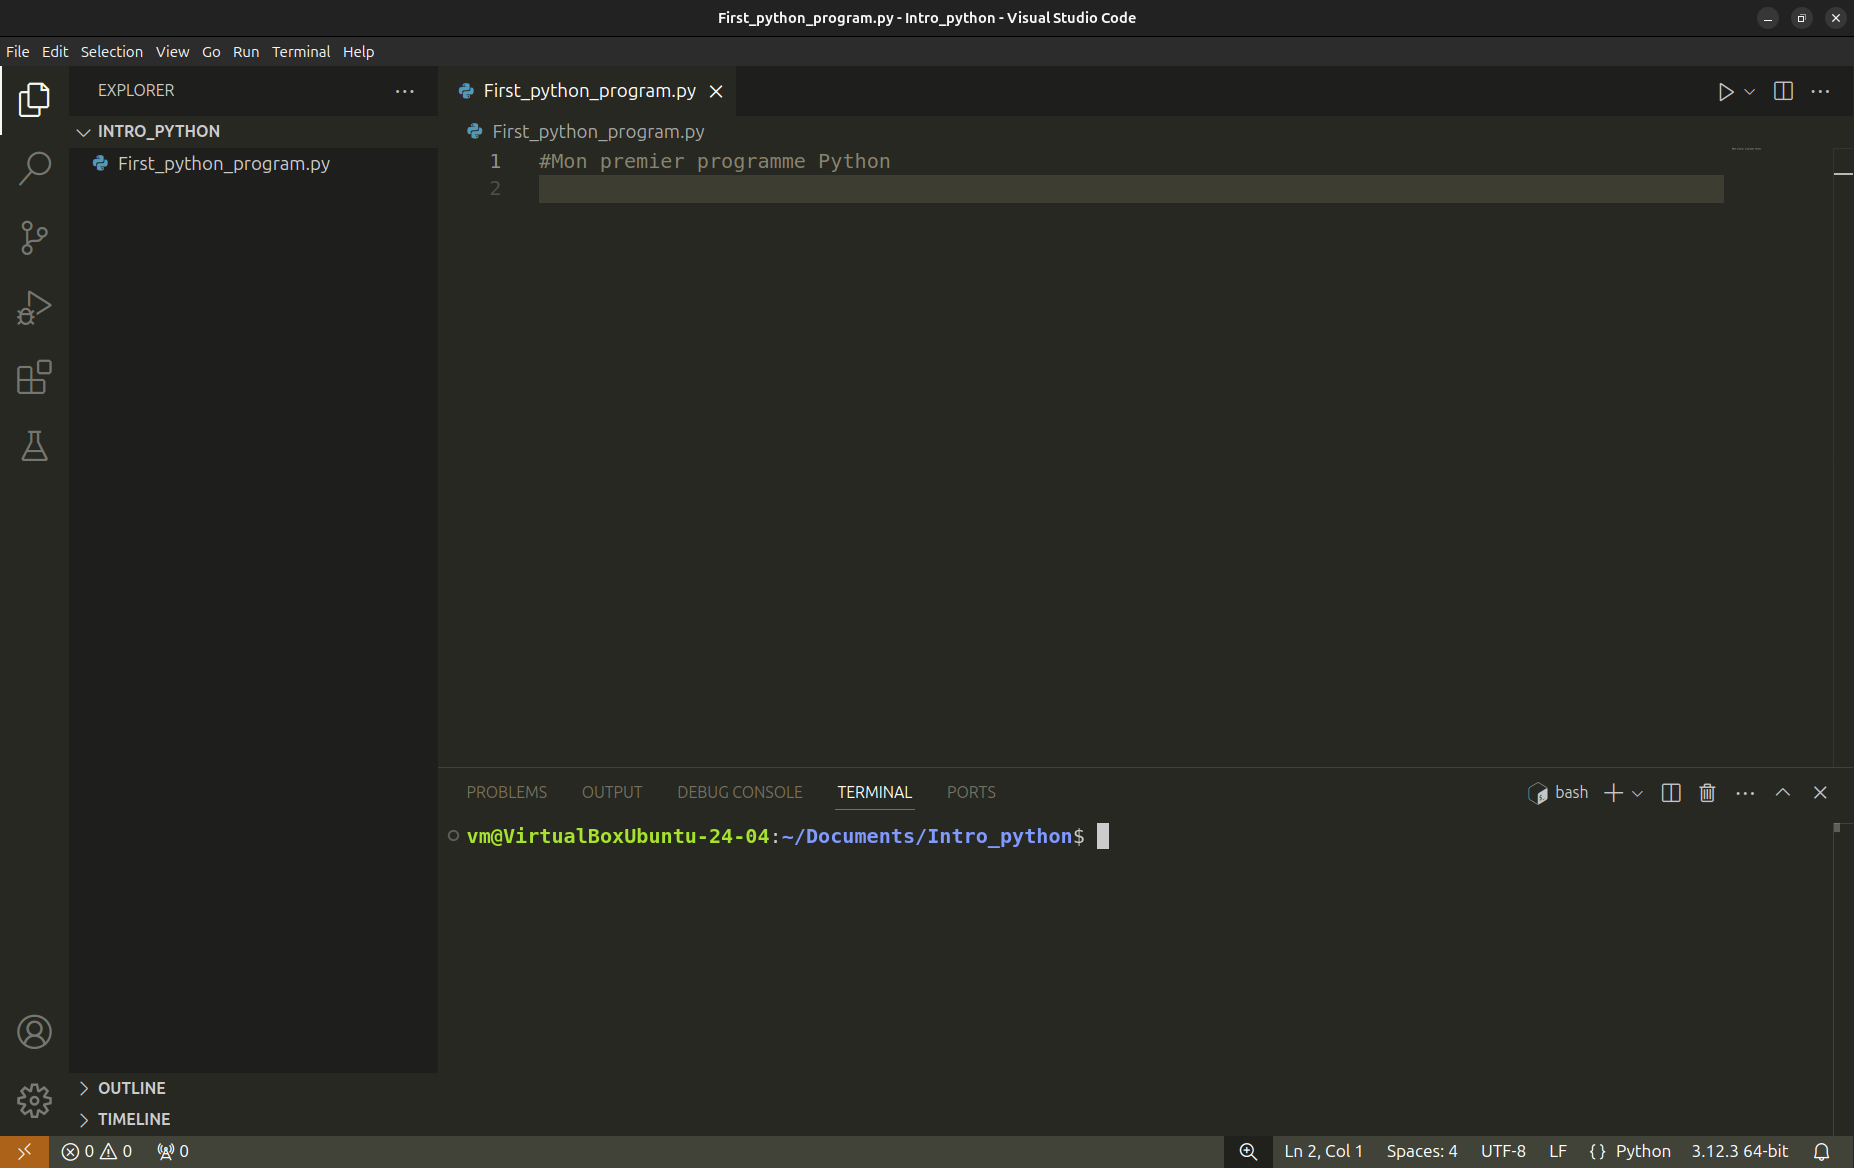 First_python_program.py - Intro_python - Visual Studio Code
File Edit Selection View Go Run Terminal Help
EXPLORER
First_python_program.py
INTRO_PYTHON
First_python_program.py
First_python_program.py
1 #Mon premier programme Python
2
PROBLEMS OUTPUT DEBUG CONSOLE TERMINAL PORTS
bash
vm@VirtualBoxUbuntu-24-04:~/Documents/Intro_python$
OUTLINE
TIMELINE
0 0 0 Ln 2, Col 1 Spaces: 4 UTF-8 LF {} Python 3.12.3 64-bit